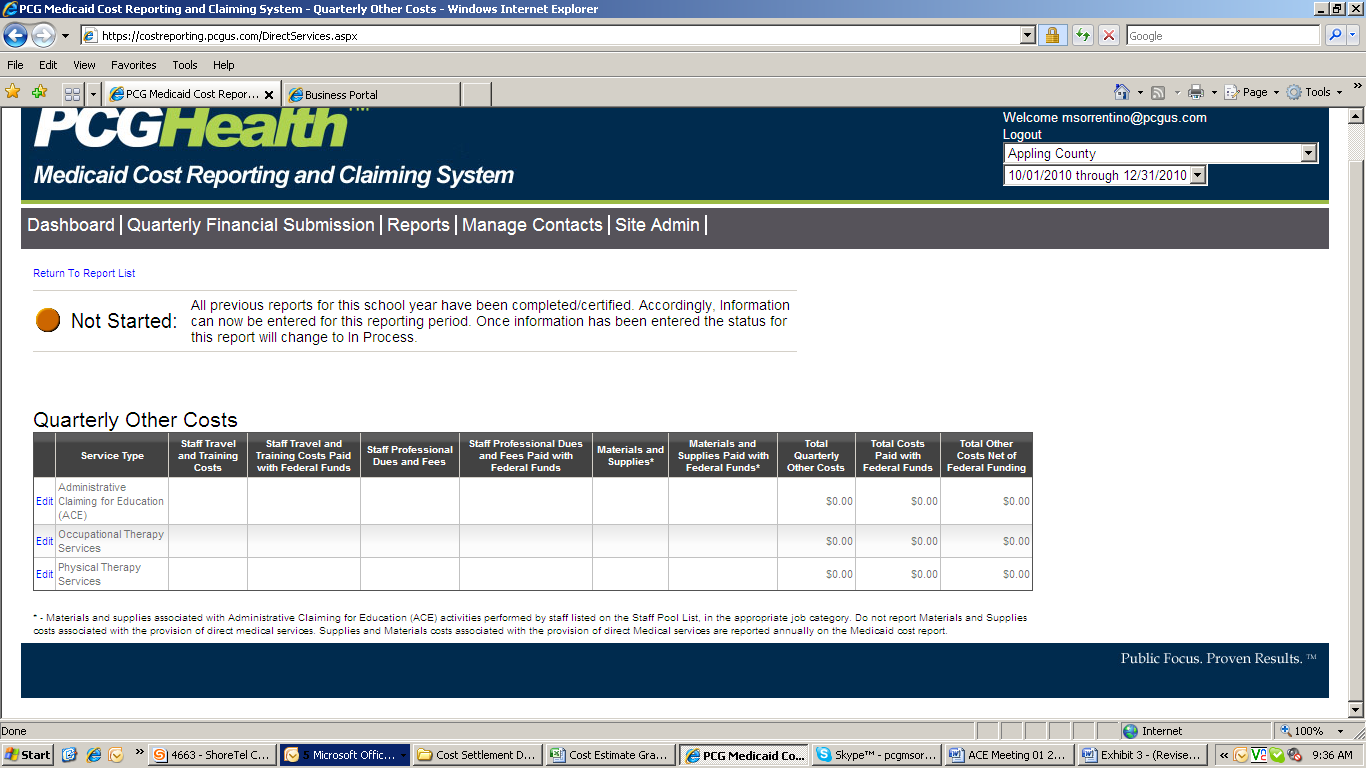 PCG Medicaid Cost Reporting and Claiming System - Quarterly Other Costs - Windows Internet Explorer
https://costreporting.pcgus.com/DirectServices.aspx
Google
File Edit View Favorites Tools Help
PCG Medicaid Cost Repor... Business Portal
Page Tools
PCGHealth™
Medicaid Cost Reporting and Claiming System
Welcome msorrentino@pcgus.com
Logout
Appling County
10/01/2010 through 12/31/2010
Dashboard | Quarterly Financial Submission | Reports | Manage Contacts | Site Admin |
Return To Report List
Not Started:
All previous reports for this school year have been completed/certified. Accordingly, Information
can now be entered for this reporting period. Once information has been entered the status for
this report will change to In Process.
Quarterly Other Costs
Service Type
Staff Travel
and Training
Costs
Staff Travel and
Training Costs Paid
with Federal Funds
Staff Professional
Dues and Fees
Staff Professional Dues
and Fees Paid with
Federal Funds
Materials and
Supplies*
Materials and
Supplies Paid with
Federal Funds*
Total
Quarterly
Other Costs
Total Costs
Paid with
Federal Funds
Total Other
Costs Net of
Federal Funding
Administrative
Edit Claiming for Education $0.00 $0.00 $0.00
(ACE)
Occupational Therapy
Edit $0.00 $0.00 $0.00
Services
Physical Therapy
Edit $0.00 $0.00 $0.00
Services
* - Materials and supplies associated with Administrative Claiming for Education (ACE) activities performed by staff listed on the Staff Pool List, in the appropriate job category. Do not report Materials and Supplies
costs associated with the provision of direct medical services. Supplies and Materials costs associated with the provision of direct Medical services are reported annually on the Medicaid cost report.
Public Focus. Proven Results. ™
Done Internet 100%
Start 4663 - ShoreTel C... 5 Microsoft Offic... Cost Settlement D... Cost Estimate Gra... PCG Medicaid Co... Skype™ - pcgmsor... ACE Meeting 01 2... Exhibit 3 - (Revise... 9:36 AM